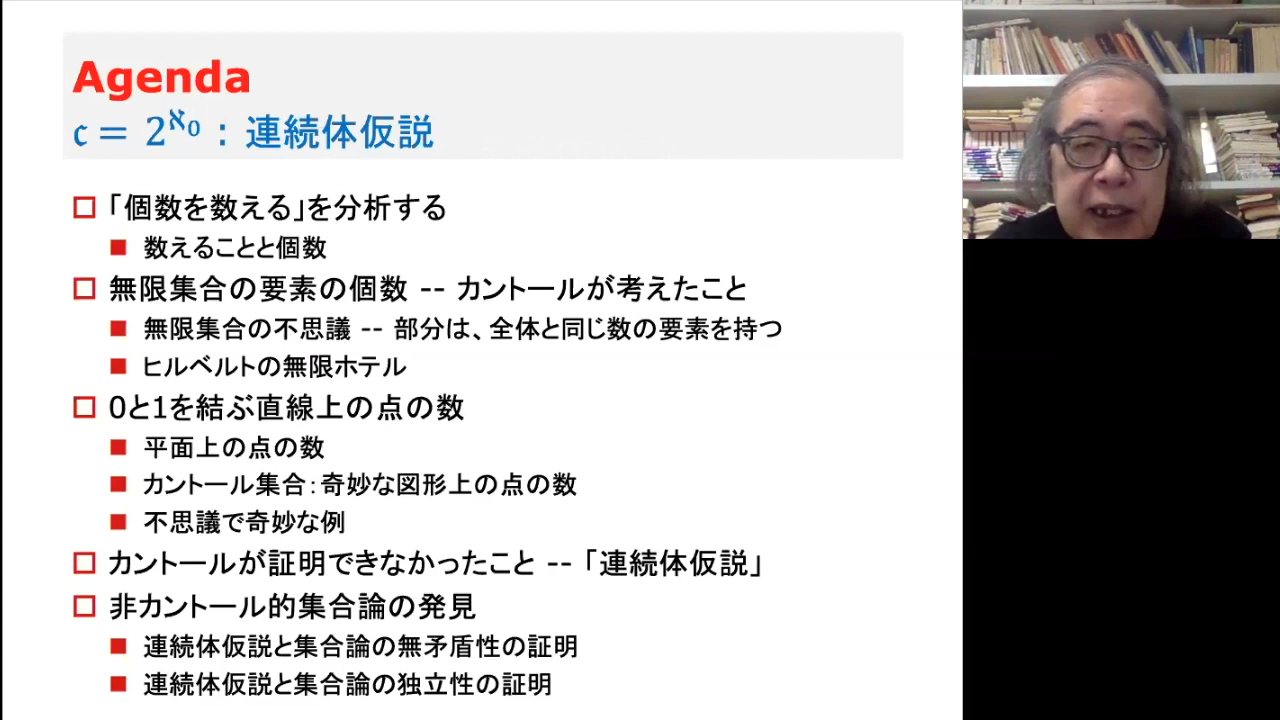 Agenda
𝔠 = 2^ℵ₀ : 連続体仮説
「個数を数える」を分析する
数えることと個数
無限集合の要素の個数 -- カントールが考えたこと
無限集合の不思議 -- 部分は、全体と同じ数の要素を持つ
ヒルベルトの無限ホテル
0と1を結ぶ直線上の点の数
平面上の点の数
カントール集合：奇妙な図形上の点の数
不思議で奇妙な例
カントールが証明できなかったこと -- 「連続体仮説」
非カントール的集合論の発見
連続体仮説と集合論の無矛盾性の証明
連続体仮説と集合論の独立性の証明